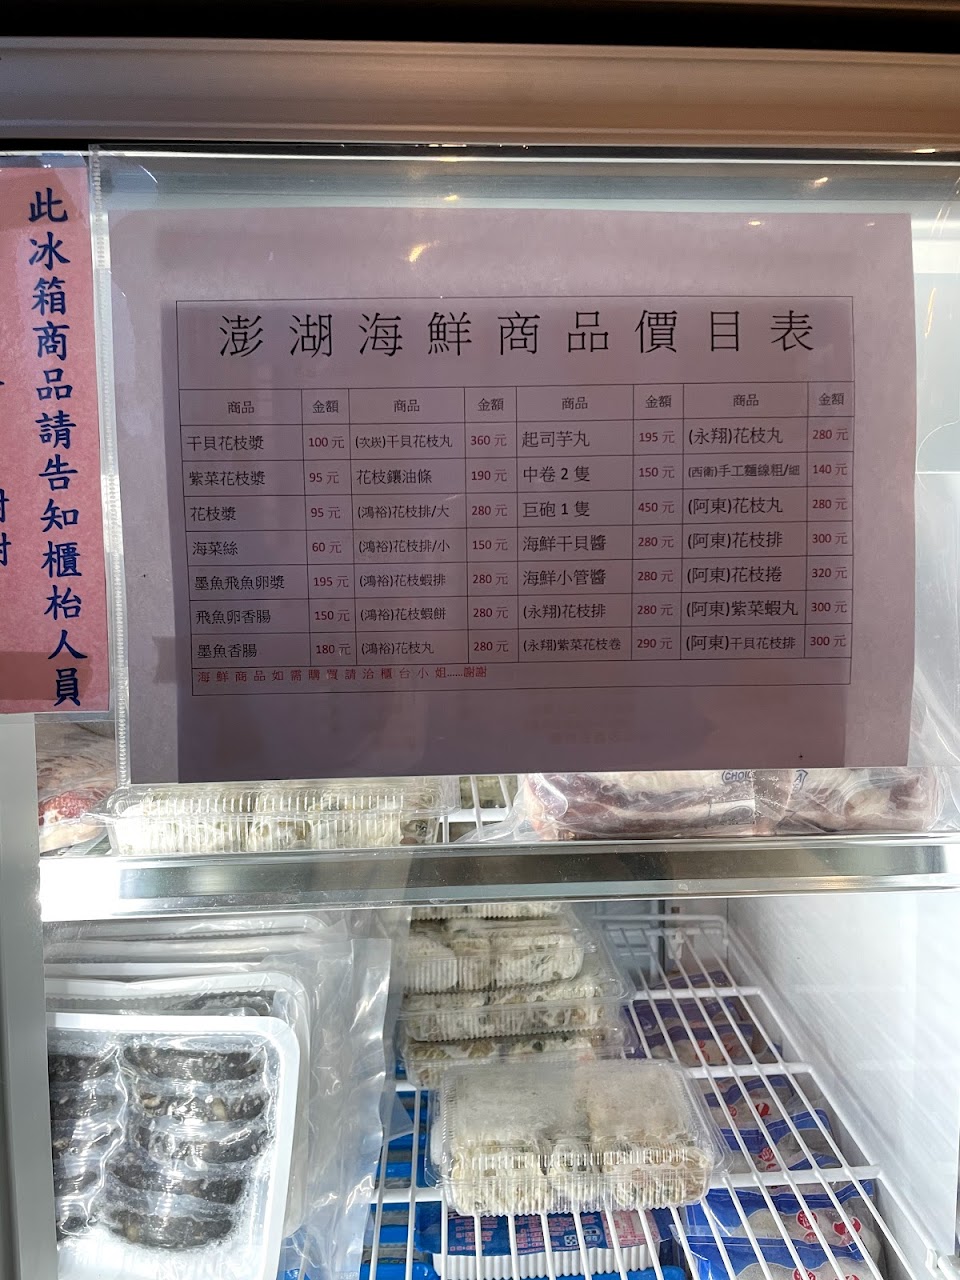 此冰箱商品請告知櫃枱人員
澎湖海鮮商品價目表
商品 金額 商品 金額 商品 金額 商品 金額
干貝花枝漿 100元 (吹崁)干貝花枝丸 360元 起司芋丸 195元 (永翔)花枝丸 280元
紫菜花枝漿 95元 花枝鑲油條 190元 中卷2隻 150元 (西衛)手工麵線粗/細 140元
花枝漿 95元 (鴻裕)花枝排/大 280元 巨砲1隻 450元 (阿東)花枝丸 280元
海菜絲 60元 (鴻裕)花枝排/小 150元 海鮮干貝醬 280元 (阿東)花枝排 300元
墨魚飛魚卵漿 195元 (鴻裕)花枝蝦排 280元 海鮮小管醬 280元 (阿東)花枝捲 320元
飛魚卵香腸 150元 (鴻裕)花枝蝦餅 280元 (永翔)花枝排 280元 (阿東)紫菜蝦丸 300元
墨魚香腸 180元 (鴻裕)花枝丸 280元 (永翔)紫菜花枝卷 290元 (阿東)干貝花枝排 300元
海鮮商品如需購買請洽櫃台小姐......謝謝
(CHOIC